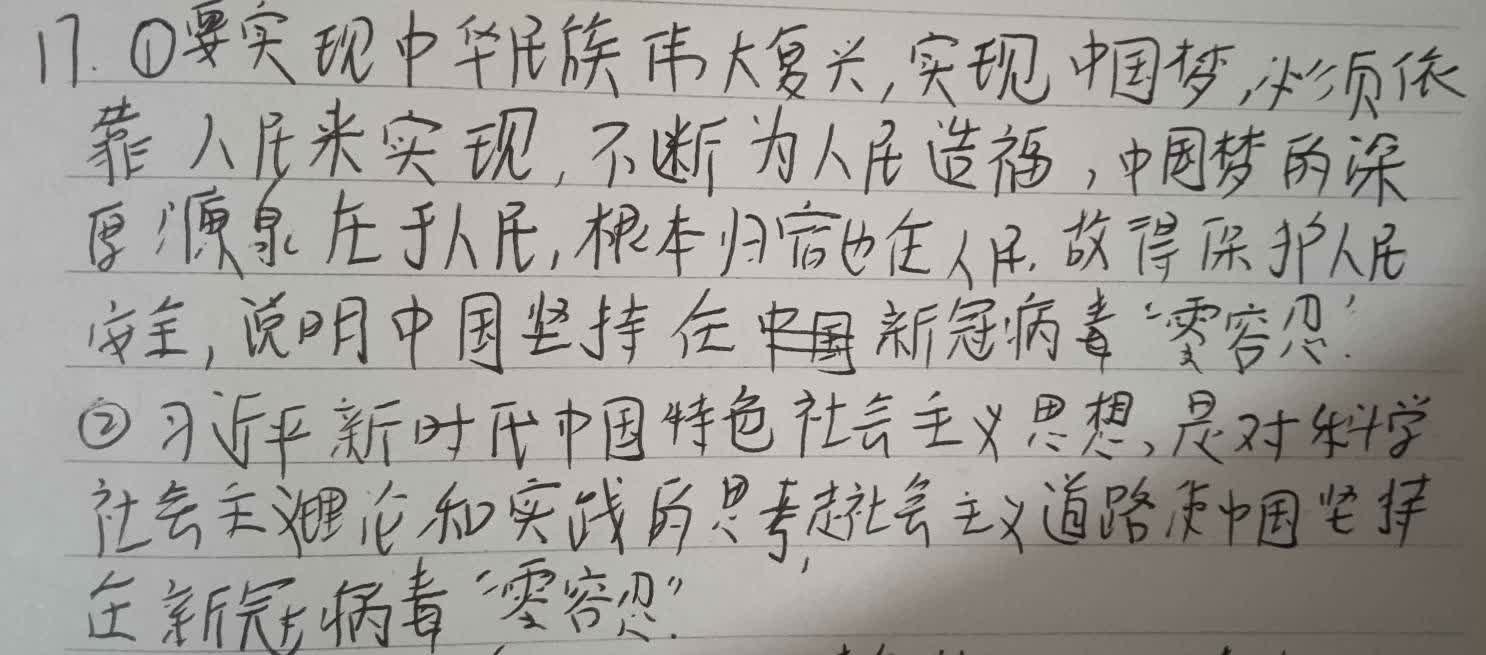 17. ①要实现中华民族伟大复兴,实现中国梦,必须依
靠人民来实现,不断为人民造福,中国梦的深
厚源泉在于人民,根本归宿也在人民.故得保护人民
安全,说明中国坚持在中国新冠病毒“零容忍”.
②习近平新时代中国特色社会主义思想,是对科学
社会主义理论和实践的思考,走社会主义道路使中国坚持
在新冠病毒“零容忍”.